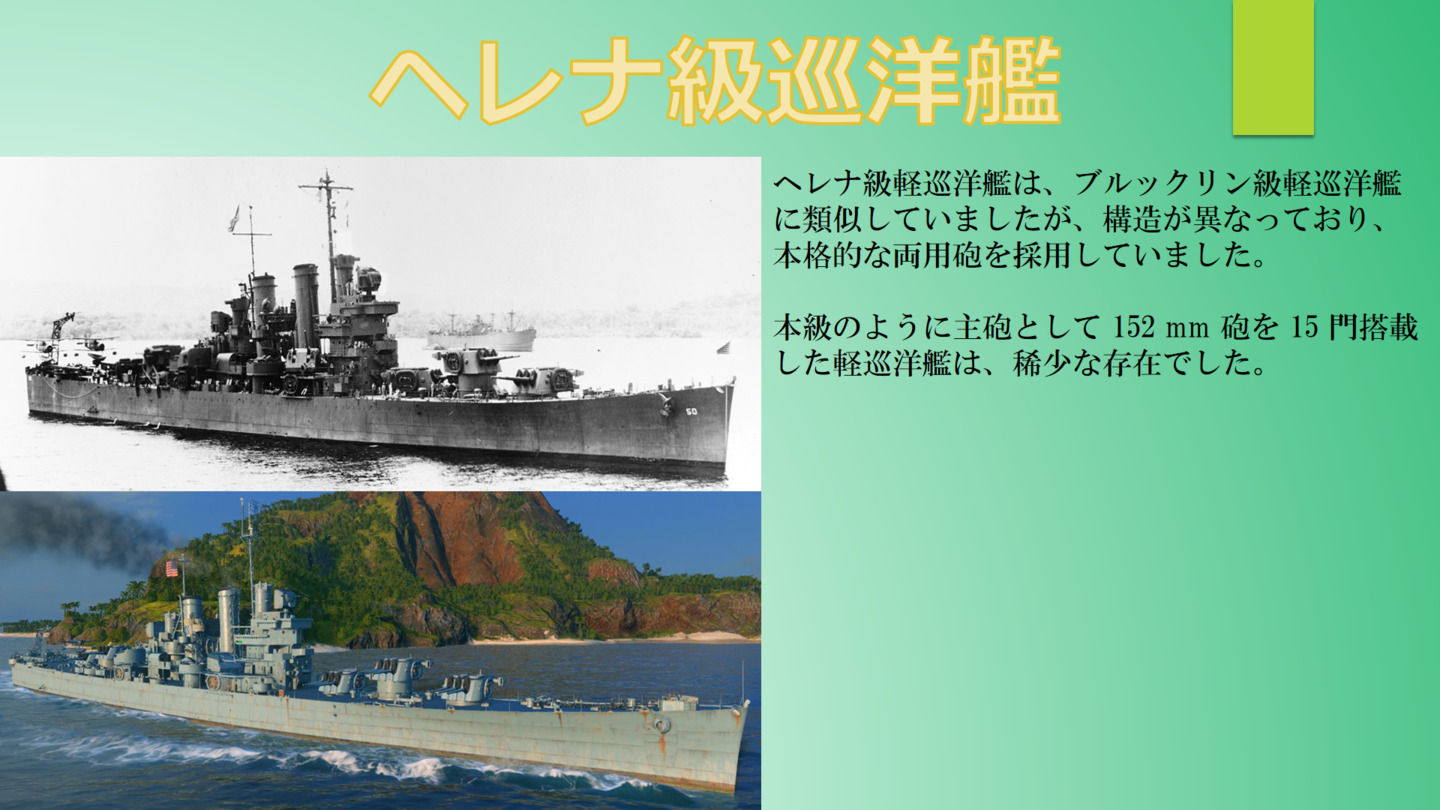 ヘレナ級巡洋艦
ヘレナ級軽巡洋艦は、ブルックリン級軽巡洋艦
に類似していましたが、構造が異なっており、
本格的な両用砲を採用していました。
本級のように主砲として 152 mm 砲を 15 門搭載
した軽巡洋艦は、稀少な存在でした。
50